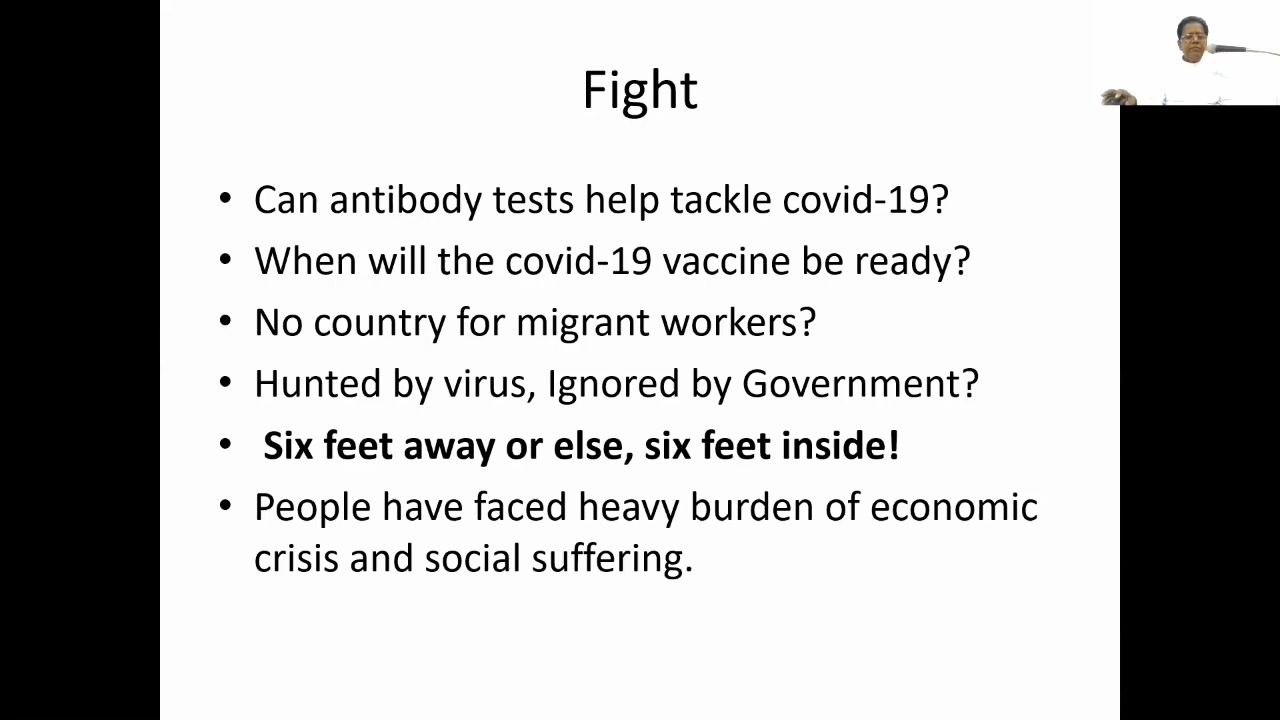 Fight
• Can antibody tests help tackle covid-19?
• When will the covid-19 vaccine be ready?
• No country for migrant workers?
• Hunted by virus, Ignored by Government?
• Six feet away or else, six feet inside!
• People have faced heavy burden of economic
crisis and social suffering.